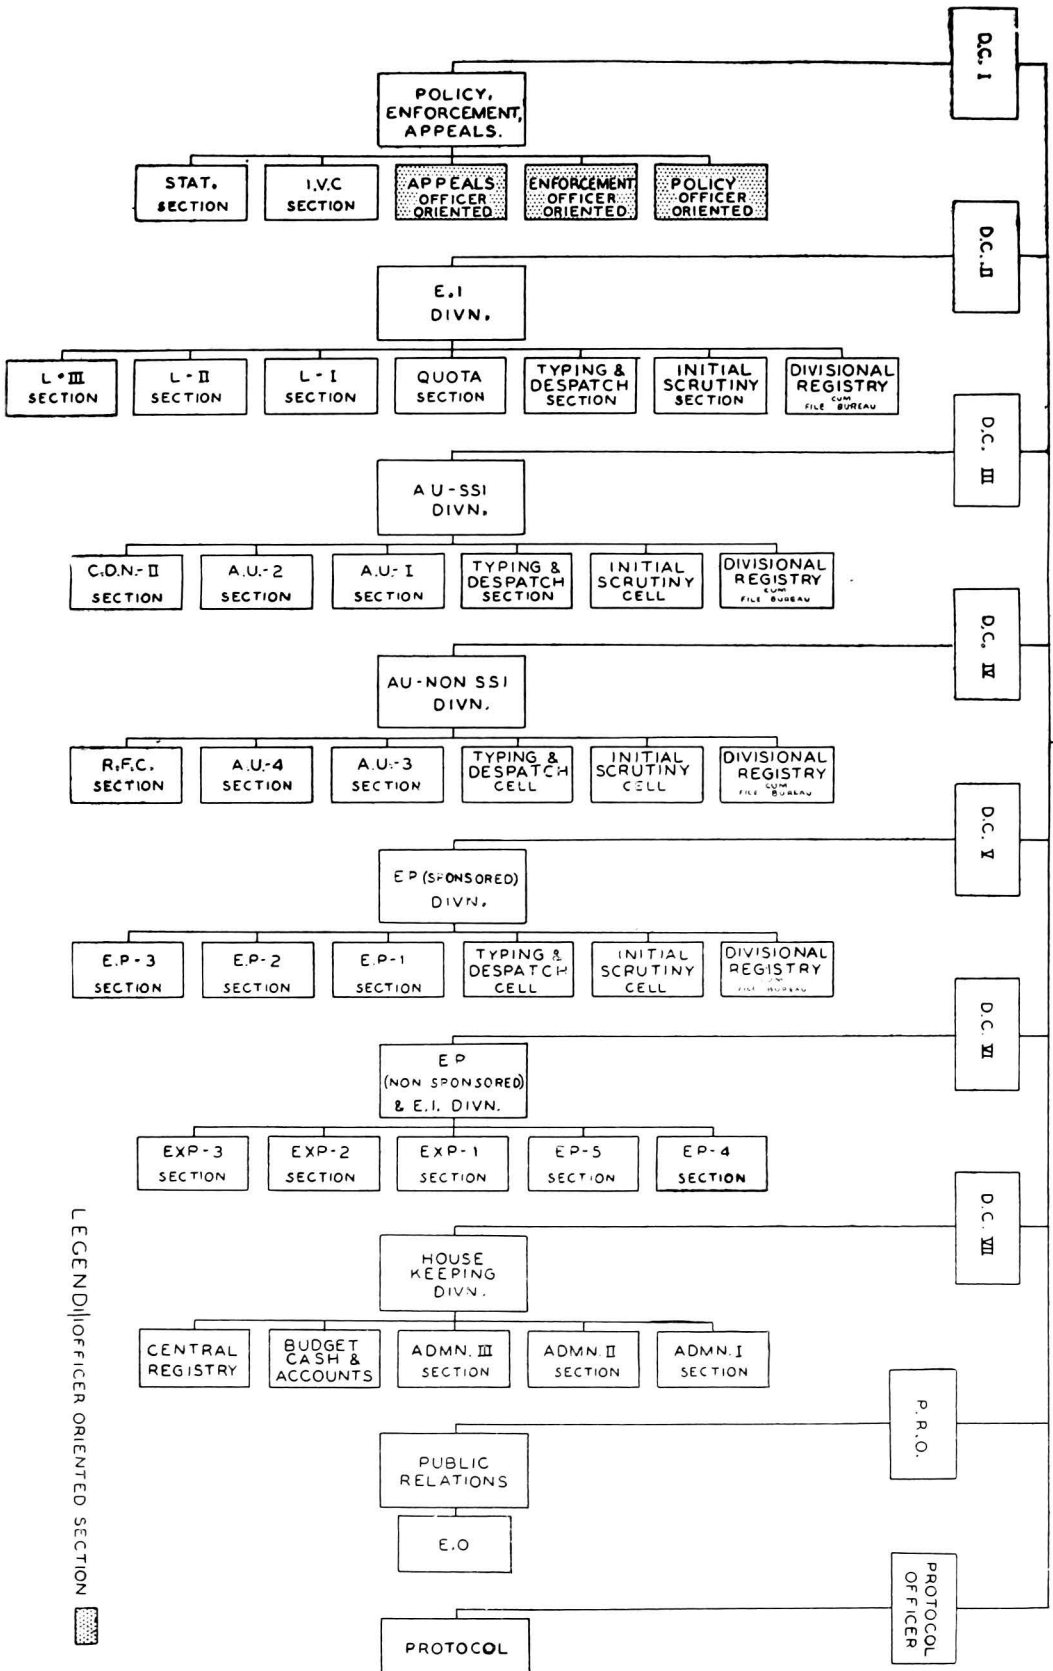 D.C. I
POLICY,
ENFORCEMENT,
APPEALS.
STAT.
SECTION
I.V.C
SECTION
APPEALS
OFFICER
ORIENTED
ENFORCEMENT
OFFICER
ORIENTED
POLICY
OFFICER
ORIENTED
D.C. II
E.I
DIVN.
L-III
SECTION
L-II
SECTION
L-I
SECTION
QUOTA
SECTION
TYPING &
DESPATCH
SECTION
INITIAL
SCRUTINY
SECTION
DIVISIONAL
REGISTRY
CUM
FILE BUREAU
D.C. III
AU-SSI
DIVN.
C.D.N.-II
SECTION
A.U.-2
SECTION
A.U.-I
SECTION
TYPING &
DESPATCH
SECTION
INITIAL
SCRUTINY
CELL
DIVISIONAL
REGISTRY
CUM
FILE BUREAU
D.C. IV
AU-NON SSI
DIVN.
R.F.C.
SECTION
A.U.-4
SECTION
A.U.-3
SECTION
TYPING &
DESPATCH
CELL
INITIAL
SCRUTINY
CELL
DIVISIONAL
REGISTRY
CUM
FILE BUREAU
D.C. V
EP (SPONSORED)
DIVN.
E.P-3
SECTION
E.P-2
SECTION
E.P-1
SECTION
TYPING &
DESPATCH
CELL
INITIAL
SCRUTINY
CELL
DIVISIONAL
REGISTRY
CUM
FILE BUREAU
D.C. VI
EP
(NON SPONSORED)
& E.I. DIVN.
EXP-3
SECTION
EXP-2
SECTION
EXP-1
SECTION
EP-5
SECTION
EP-4
SECTION
D.C. VII
HOUSE
KEEPING
DIVN.
CENTRAL
REGISTRY
BUDGET
CASH &
ACCOUNTS
ADMN. III
SECTION
ADMN. II
SECTION
ADMN. I
SECTION
P.R.O.
PUBLIC
RELATIONS
E.O
PROTOCOL
OFFICER
PROTOCOL
LEGEND OFFICER ORIENTED SECTION